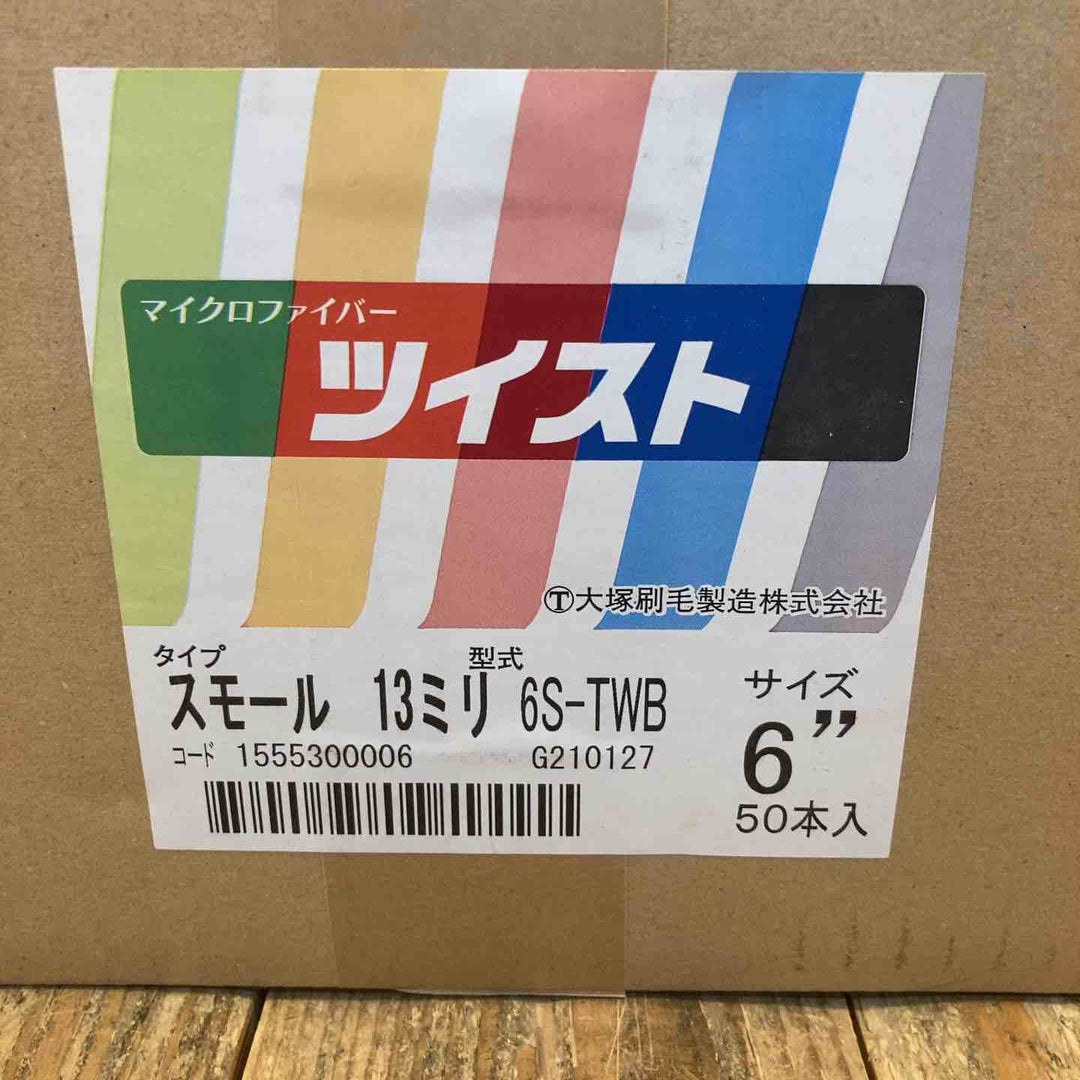 マイクロファイバー
ツイスト
Ⓣ大塚刷毛製造株式会社
タイプ 型式 サイズ
スモール 13ミリ 6S-TWB 6”
コード 1555300006 G210127
50本入